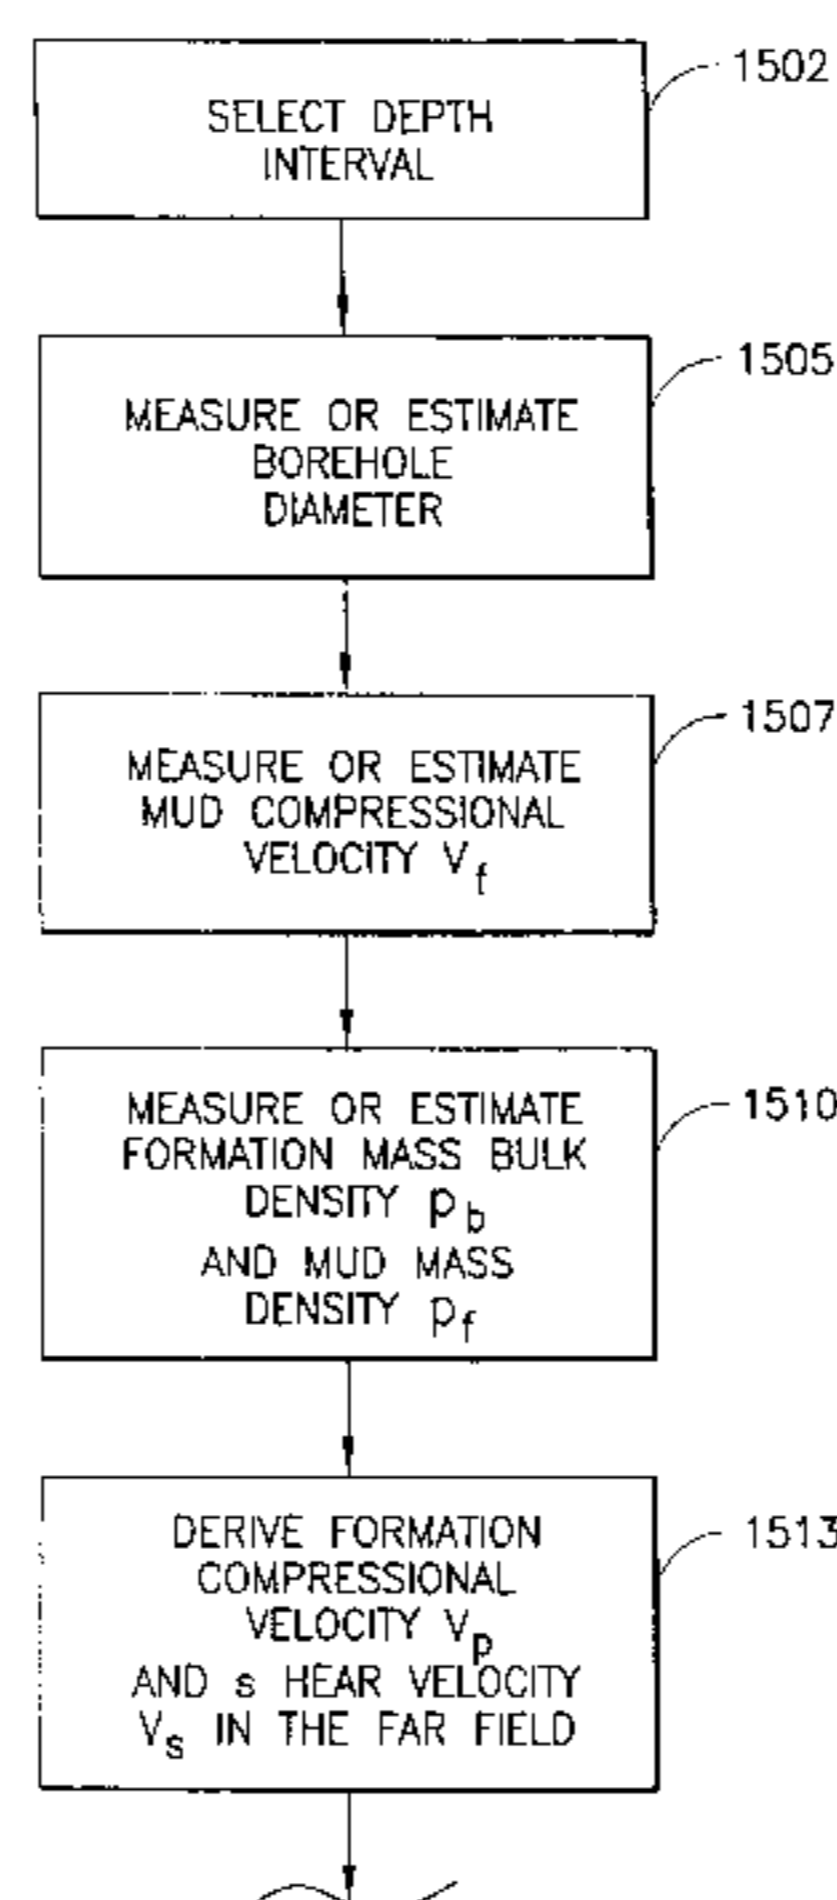 1502
SELECT DEPTH
INTERVAL
1505
MEASURE OR ESTIMATE
BOREHOLE
DIAMETER
1507
MEASURE OR ESTIMATE
MUD COMPRESSIONAL
VELOCITY Vf
1510
MEASURE OR ESTIMATE
FORMATION MASS BULK
DENSITY pb
AND MUD MASS
DENSITY pf
1513
DERIVE FORMATION
COMPRESSIONAL
VELOCITY Vp
AND s HEAR VELOCITY
Vs IN THE FAR FIELD